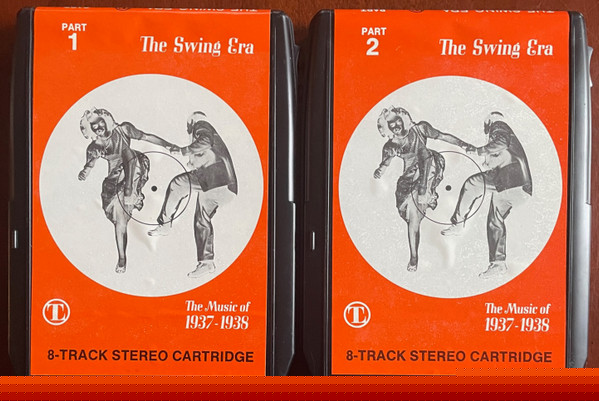 PART
1
The Swing Era
The Music of
1937-1938
8-TRACK STEREO CARTRIDGE
PART
2
The Swing Era
The Music of
1937-1938
8-TRACK STEREO CARTRIDGE